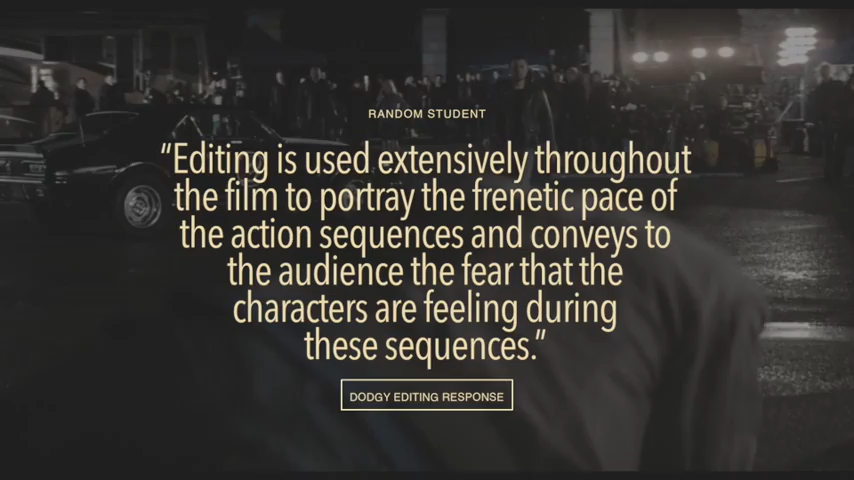 RANDOM STUDENT
“Editing is used extensively throughout
the film to portray the frenetic pace of
the action sequences and conveys to
the audience the fear that the
characters are feeling during
these sequences.”
DODGY EDITING RESPONSE